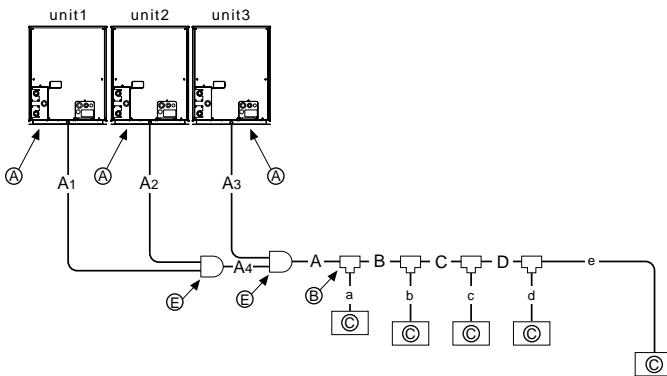 unit1 unit2 unit3
Ⓐ Ⓐ Ⓐ
A1 A2 A3
A4 A B C D e
Ⓔ Ⓔ Ⓑ a b c d
Ⓒ Ⓒ Ⓒ Ⓒ
Ⓒ